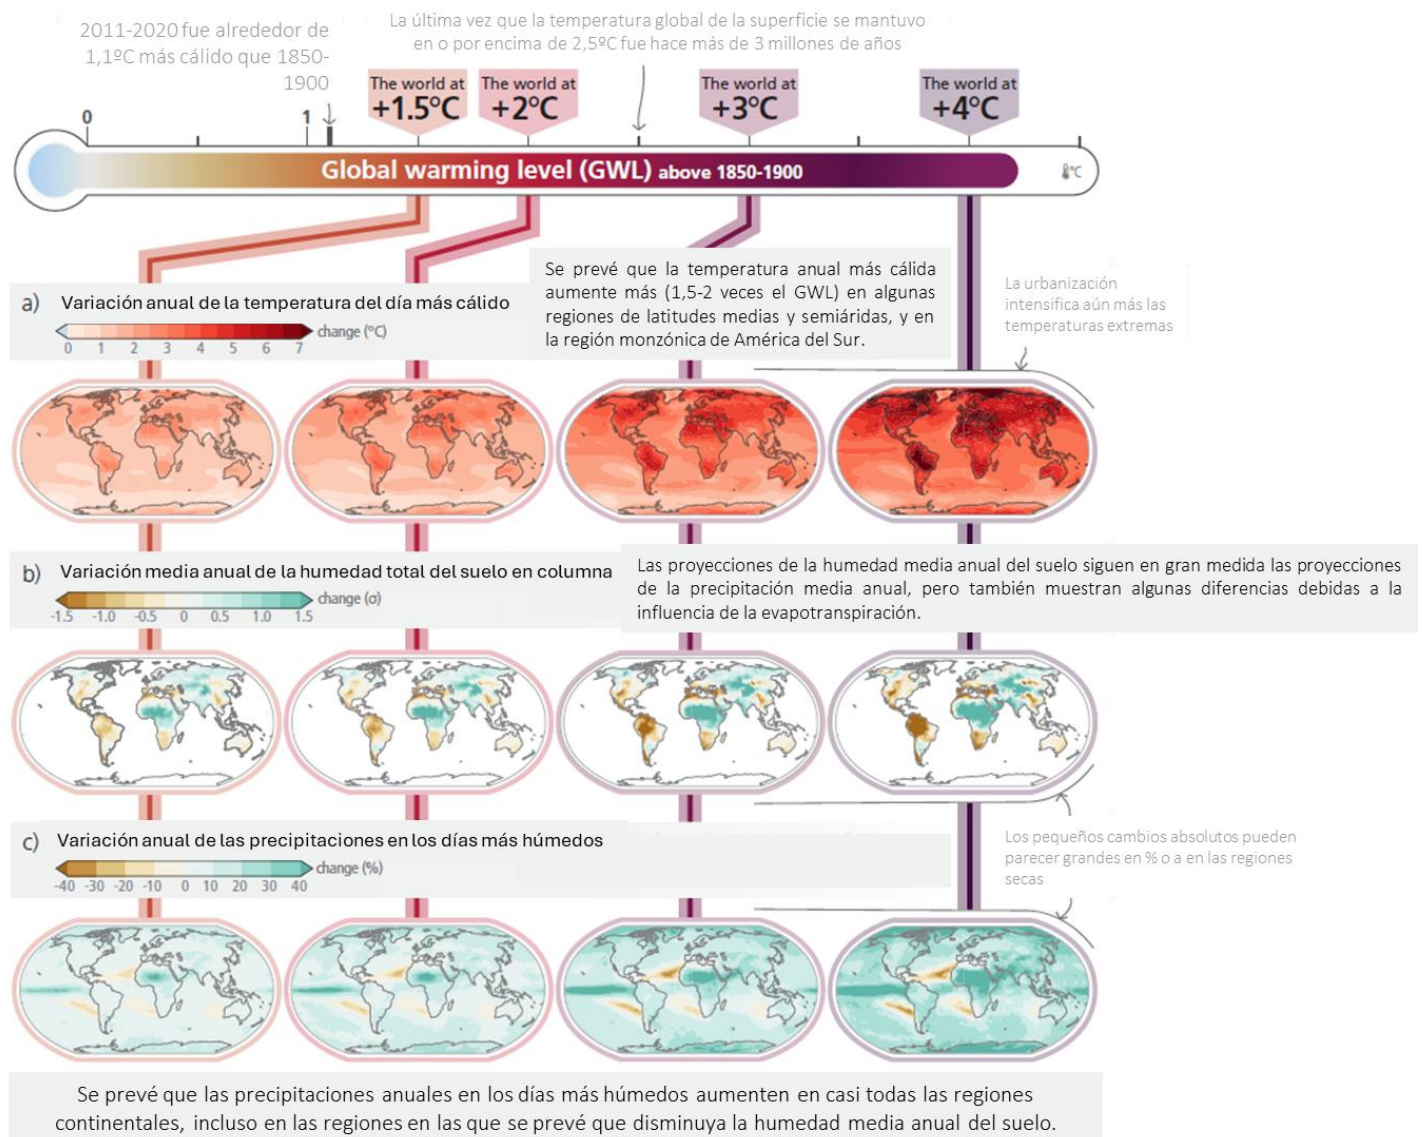 2011-2020 fue alrededor de
1,1ºC más cálido que 1850-
1900
La última vez que la temperatura global de la superficie se mantuvo
en o por encima de 2,5ºC fue hace más de 3 millones de años
The world at
+1.5°C
The world at
+2°C
The world at
+3°C
The world at
+4°C
0
1
Global warming level (GWL) above 1850-1900
°C
Se prevé que la temperatura anual más cálida
aumente más (1,5-2 veces el GWL) en algunas
regiones de latitudes medias y semiáridas, y en
la región monzónica de América del Sur.
La urbanización
intensifica aún más las
temperaturas extremas
a) Variación anual de la temperatura del día más cálido
change (°C)
0 1 2 3 4 5 6 7
b) Variación media anual de la humedad total del suelo en columna
change (σ)
-1.5 -1.0 -0.5 0 0.5 1.0 1.5
Las proyecciones de la humedad media anual del suelo siguen en gran medida las proyecciones
de la precipitación media anual, pero también muestran algunas diferencias debidas a la
influencia de la evapotranspiración.
c) Variación anual de las precipitaciones en los días más húmedos
change (%)
-40 -30 -20 -10 0 10 20 30 40
Los pequeños cambios absolutos pueden
parecer grandes en % o a en las regiones
secas
Se prevé que las precipitaciones anuales en los días más húmedos aumenten en casi todas las regiones
continentales, incluso en las regiones en las que se prevé que disminuya la humedad media anual del suelo.